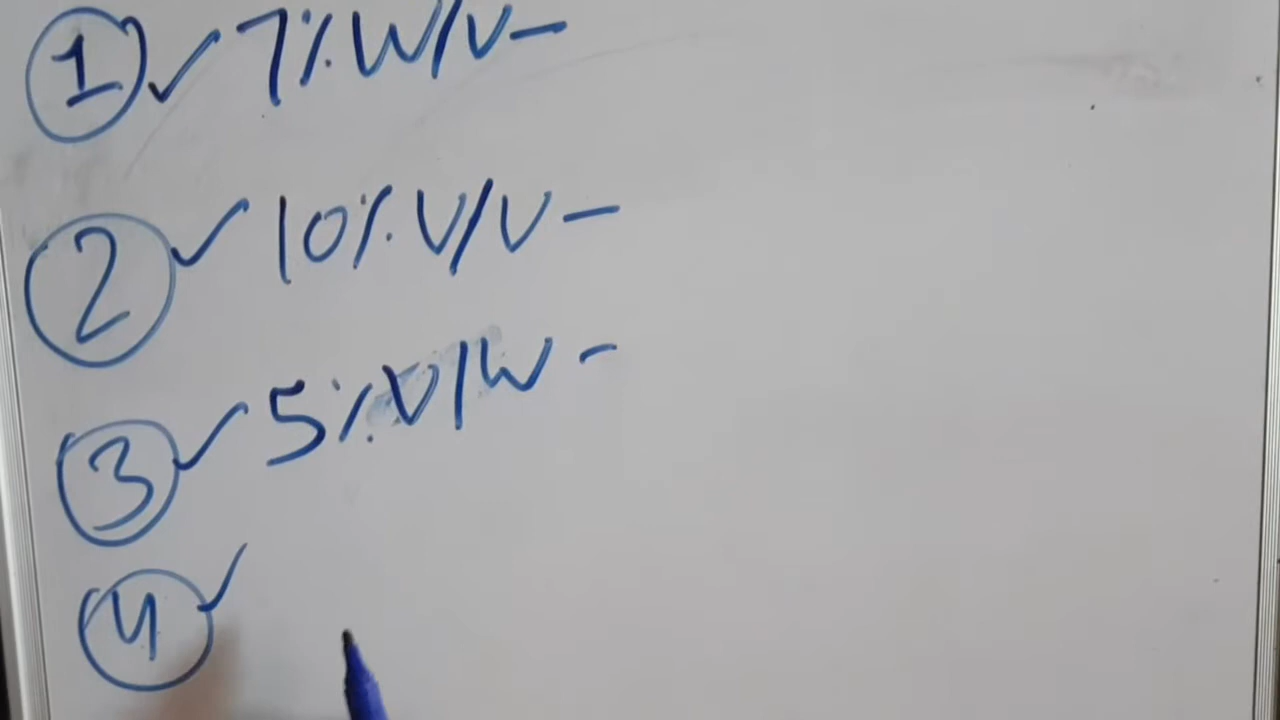 1 ✓ 7% W/V -
2 ✓ 10% V/V -
3 ✓ 5% V/W -
4 ✓